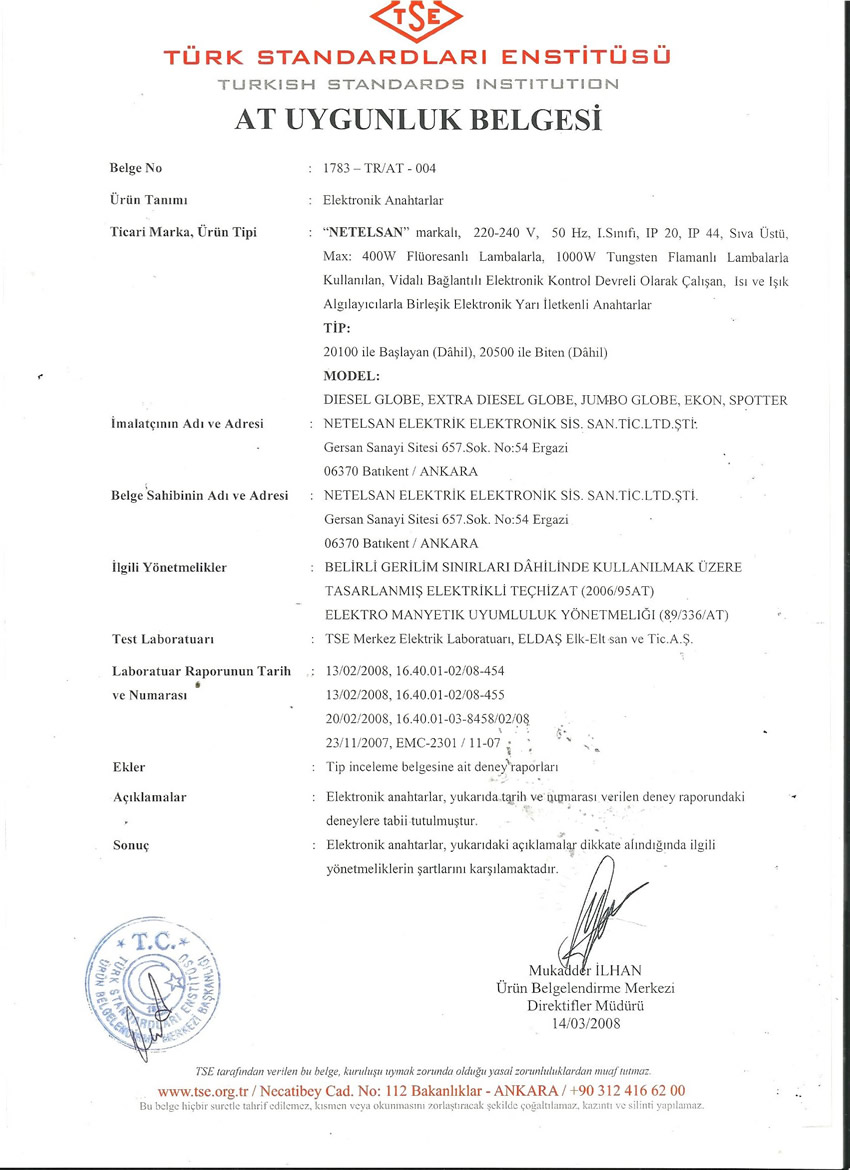 TSE
TÜRK STANDARDLARI ENSTİTÜSÜ
TURKISH STANDARDS INSTITUTION
AT UYGUNLUK BELGESİ
Belge No : 1783 – TR/AT - 004
Ürün Tanımı : Elektronik Anahtarlar
Ticari Marka, Ürün Tipi : “NETELSAN” markalı, 220-240 V, 50 Hz, I.Sınıfı, IP 20, IP 44, Sıva Üstü,
Max: 400W Flüoresanlı Lambalarla, 1000W Tungsten Flamanlı Lambalarla
Kullanılan, Vidalı Bağlantılı Elektronik Kontrol Devreli Olarak Çalışan, Isı ve Işık
Algılayıcılarla Birleşik Elektronik Yarı İletkenli Anahtarlar
TİP:
20100 ile Başlayan (Dâhil), 20500 ile Biten (Dâhil)
MODEL:
DIESEL GLOBE, EXTRA DIESEL GLOBE, JUMBO GLOBE, EKON, SPOTTER
İmalatçının Adı ve Adresi : NETELSAN ELEKTRİK ELEKTRONİK SİS. SAN.TİC.LTD.ŞTİ.
Gersan Sanayi Sitesi 657.Sok. No:54 Ergazi
06370 Batıkent / ANKARA
Belge Sahibinin Adı ve Adresi : NETELSAN ELEKTRİK ELEKTRONİK SİS. SAN.TİC.LTD.ŞTİ.
Gersan Sanayi Sitesi 657.Sok. No:54 Ergazi
06370 Batıkent / ANKARA
İlgili Yönetmelikler : BELİRLİ GERİLİM SINIRLARI DÂHİLİNDE KULLANILMAK ÜZERE
TASARLANMIŞ ELEKTRİKLİ TEÇHİZAT (2006/95AT)
ELEKTRO MANYETIK UYUMLULUK YÖNETMELIĞI (89/336/AT)
Test Laboratuarı : TSE Merkez Elektrik Laboratuarı, ELDAŞ Elk-Elt san ve Tic.A.Ş.
Laboratuar Raporunun Tarih : 13/02/2008, 16.40.01-02/08-454
ve Numarası 13/02/2008, 16.40.01-02/08-455
20/02/2008, 16.40.01-03-8458/02/08
23/11/2007, EMC-2301 / 11-07
Ekler : Tip inceleme belgesine ait deney raporları
Açıklamalar : Elektronik anahtarlar, yukarıda tarih ve numarası verilen deney raporundaki
deneylere tabii tutulmuştur.
Sonuç : Elektronik anahtarlar, yukarıdaki açıklamalar dikkate alındığında ilgili
yönetmeliklerin şartlarını karşılamaktadır.
T.C.
TÜRK STANDARDLARI ENSTİTÜSÜ
ÜRÜN BELGELENDİRME MERKEZİ BAŞKANLIĞI
Mukadder İLHAN
Ürün Belgelendirme Merkezi
Direktifler Müdürü
14/03/2008
TSE tarafından verilen bu belge, kuruluşu uymak zorunda olduğu yasal zorunluluklardan muaf tutmaz.
www.tse.org.tr / Necatibey Cad. No: 112 Bakanlıklar - ANKARA / +90 312 416 62 00
Bu belge hiçbir suretle tahrif edilemez, kısmen veya okunmasını zorlaştıracak şekilde çoğaltılamaz, kazıntı ve silinti yapılamaz.